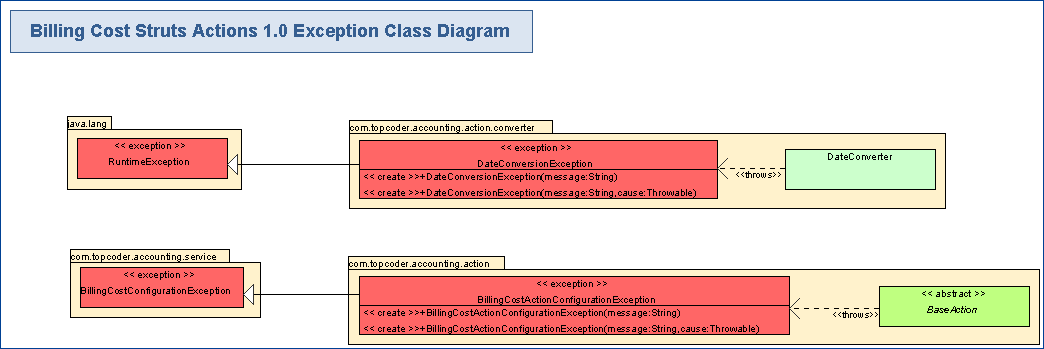 Billing Cost Struts Actions 1.0 Exception Class Diagram
java.lang
<< exception >>
RuntimeException
com.topcoder.accounting.action.converter
<< exception >>
DateConversionException
<< create >>+DateConversionException(message:String)
<< create >>+DateConversionException(message:String,cause:Throwable)
<<throws>>
DateConverter
com.topcoder.accounting.service
<< exception >>
BillingCostConfigurationException
com.topcoder.accounting.action
<< exception >>
BillingCostActionConfigurationException
<< create >>+BillingCostActionConfigurationException(message:String)
<< create >>+BillingCostActionConfigurationException(message:String,cause:Throwable)
<<throws>>
<< abstract >>
BaseAction